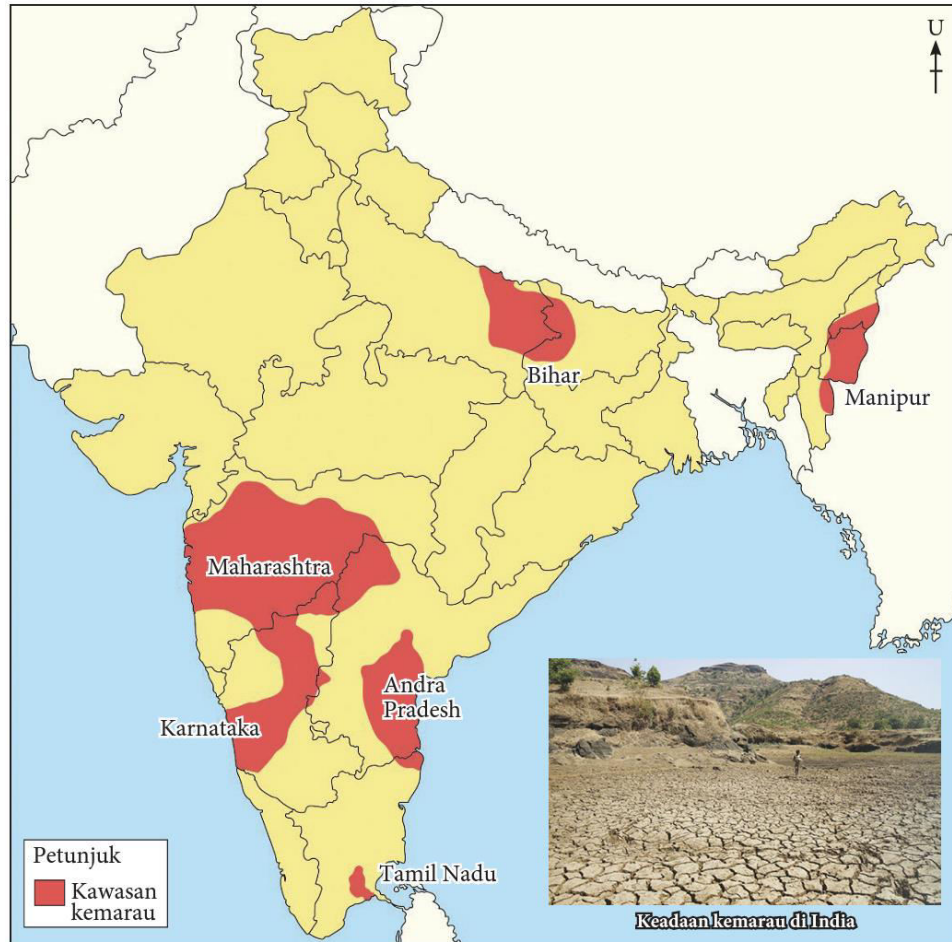 U
Bihar
Manipur
Maharashtra
Andra
Pradesh
Karnataka
Tamil Nadu
Petunjuk
Kawasan
kemarau
Keadaan kemarau di India